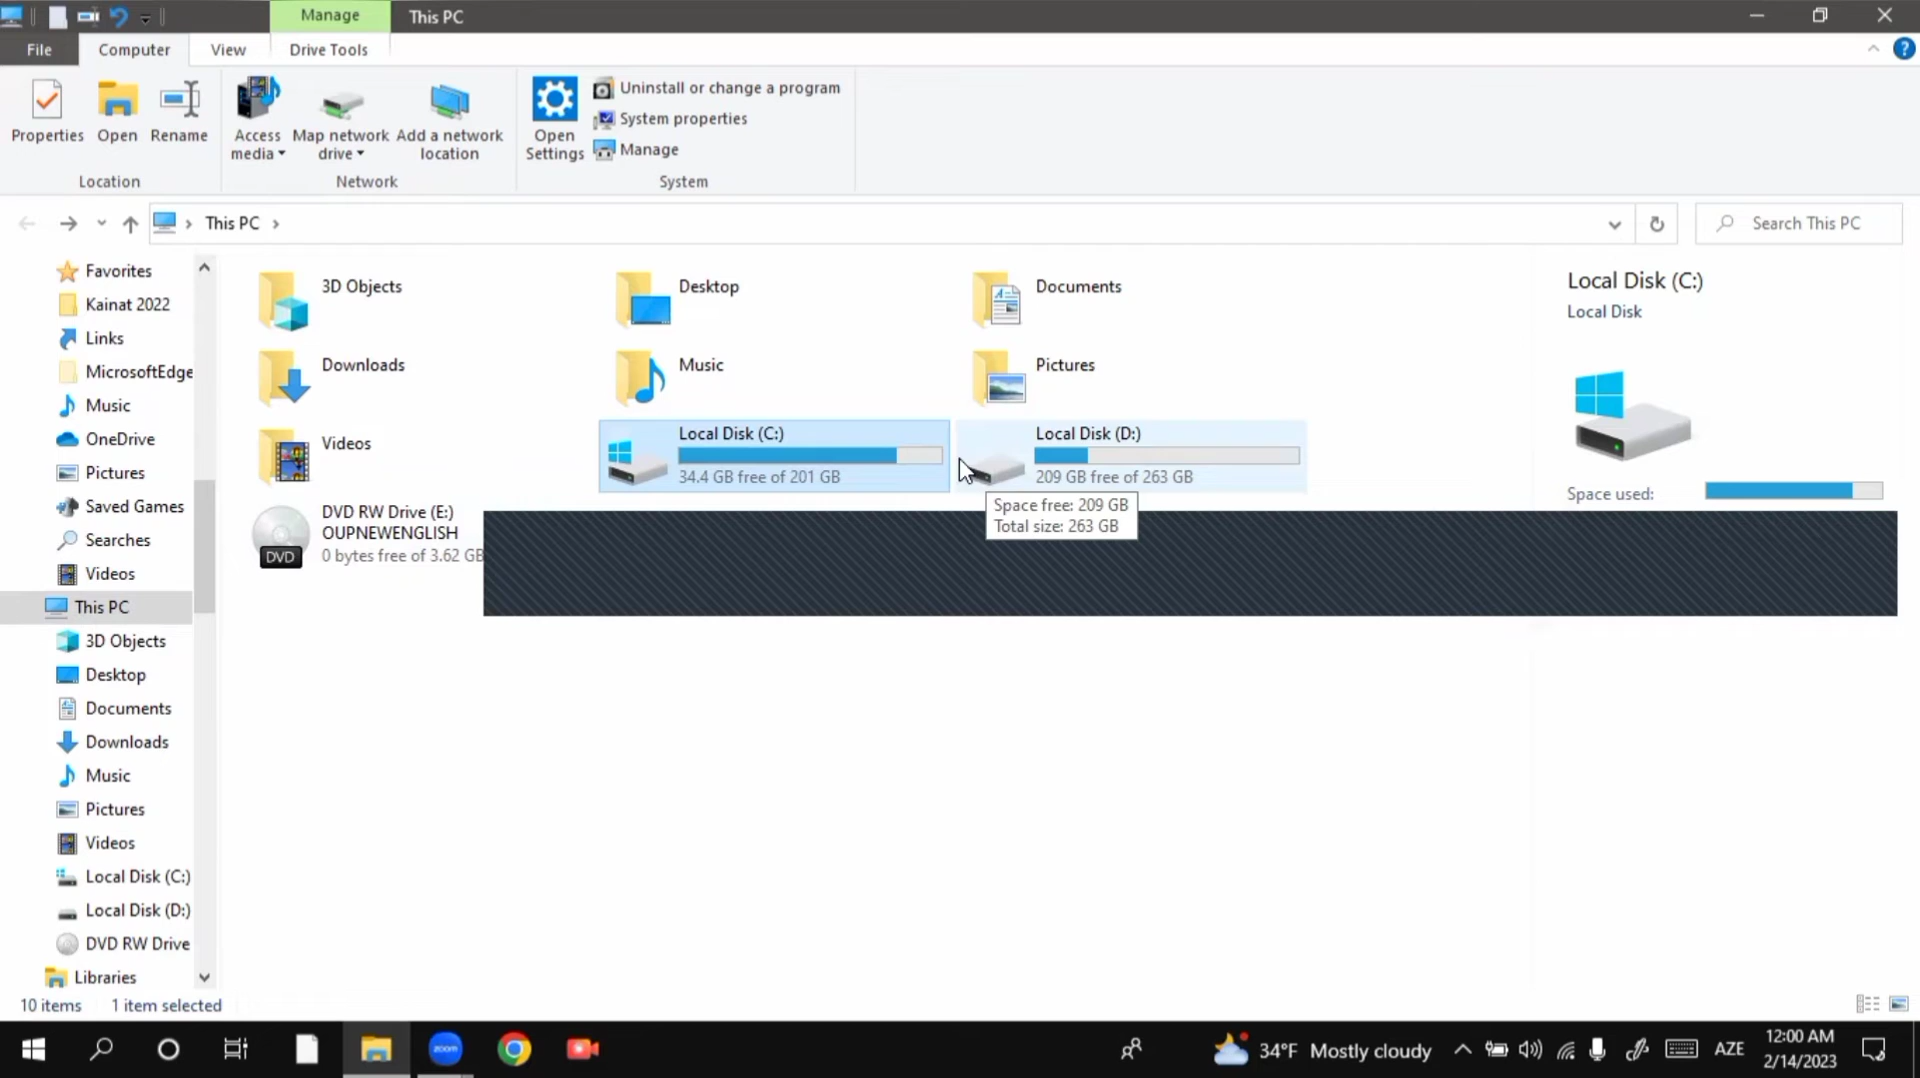 Manage
This PC
File
Computer
View
Drive Tools
Properties
Open
Rename
Access
media
Map network
drive
Add a network
location
Open
Settings
Uninstall or change a program
System properties
Manage
Location
Network
System
This PC
Search This PC
Favorites
Kainat 2022
Links
MicrosoftEdge
Music
OneDrive
Pictures
Saved Games
Searches
Videos
This PC
3D Objects
Desktop
Documents
Downloads
Music
Pictures
Videos
Local Disk (C:)
Local Disk (D:)
DVD RW Drive
Libraries
3D Objects
Desktop
Documents
Downloads
Music
Pictures
Videos
Local Disk (C:)
34.4 GB free of 201 GB
Local Disk (D:)
209 GB free of 263 GB
Space free: 209 GB
Total size: 263 GB
DVD RW Drive (E:)
OUPNEWENGLISH
0 bytes free of 3.62 GB
DVD
Local Disk (C:)
Local Disk
Space used:
10 items
1 item selected
zoom
34°F Mostly cloudy
AZE
12:00 AM
2/14/2023